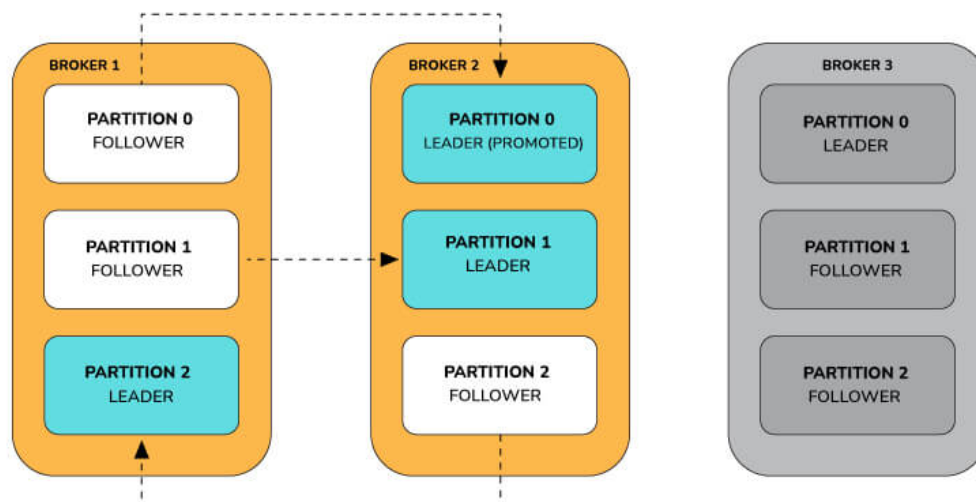 BROKER 1
PARTITION 0
FOLLOWER
PARTITION 1
FOLLOWER
PARTITION 2
LEADER
BROKER 2
PARTITION 0
LEADER (PROMOTED)
PARTITION 1
LEADER
PARTITION 2
FOLLOWER
BROKER 3
PARTITION 0
LEADER
PARTITION 1
FOLLOWER
PARTITION 2
FOLLOWER